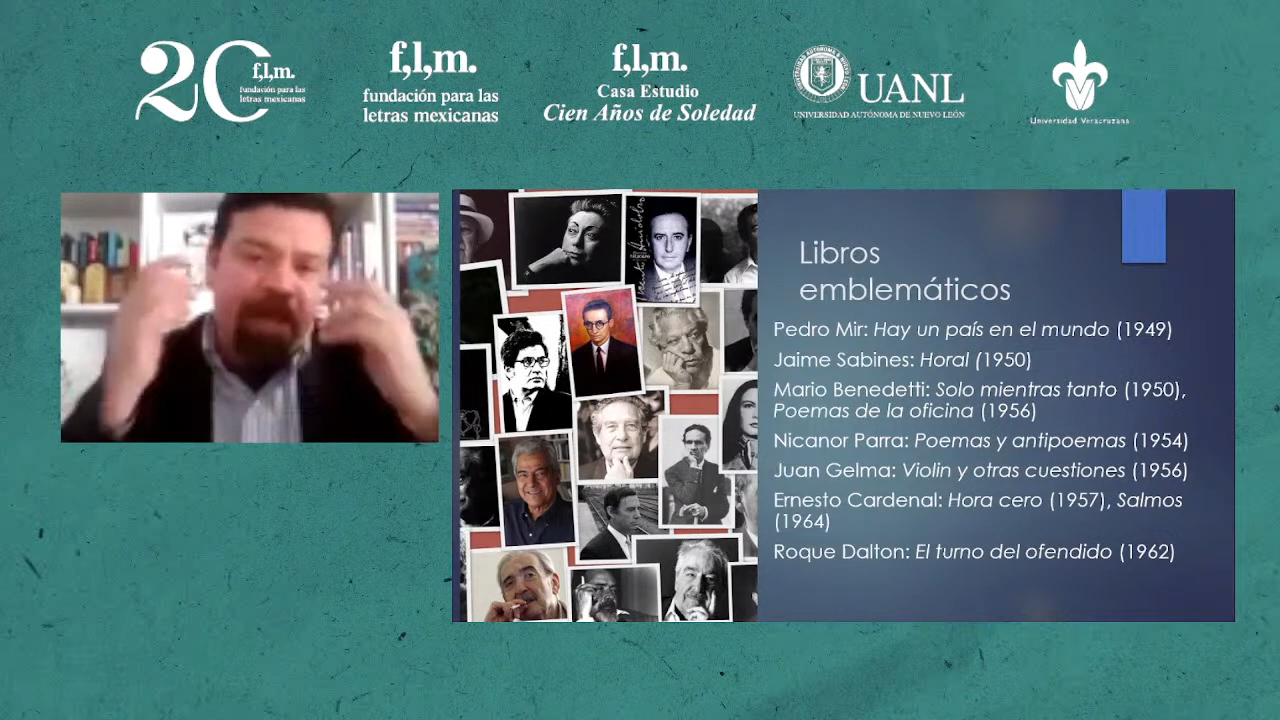 20 f,l,m.
fundación para las
letras mexicanas
f,l,m.
fundación para las
letras mexicanas
f,l,m.
Casa Estudio
Cien Años de Soledad
UANL
UNIVERSIDAD AUTÓNOMA DE NUEVO LEÓN
Universidad Veracruzana
Libros
emblemáticos
Pedro Mir: Hay un país en el mundo (1949)
Jaime Sabines: Horal (1950)
Mario Benedetti: Solo mientras tanto (1950),
Poemas de la oficina (1956)
Nicanor Parra: Poemas y antipoemas (1954)
Juan Gelma: Violin y otras cuestiones (1956)
Ernesto Cardenal: Hora cero (1957), Salmos
(1964)
Roque Dalton: El turno del ofendido (1962)